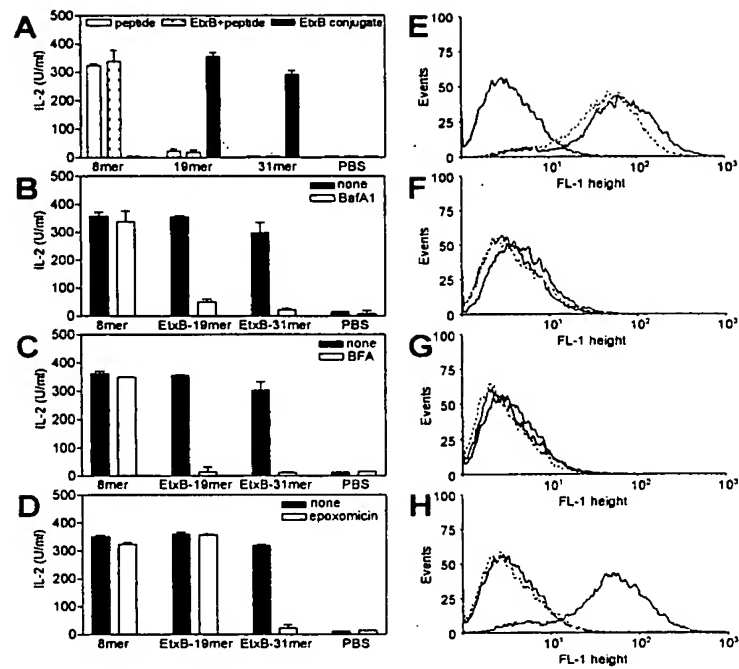 A
peptide EtxB+peptide EtxB conjugate
IL-2 (U/ml)
500
400
300
200
100
0
8mer 19mer 31mer PBS
B
none
BafA1
IL-2 (U/ml)
500
400
300
200
100
0
8mer EtxB-19mer EtxB-31mer PBS
C
none
BFA
IL-2 (U/ml)
500
400
300
200
100
0
8mer EtxB-19mer EtxB-31mer PBS
D
none
epoxomicin
IL-2 (U/ml)
500
400
300
200
100
0
8mer EtxB-19mer EtxB-31mer PBS
E
Events
100
75
50
25
0
10¹ 10² 10³
FL-1 height
F
Events
100
75
50
25
0
10¹ 10² 10³
FL-1 height
G
Events
100
75
50
25
0
10¹ 10² 10³
FL-1 height
H
Events
100
75
50
25
0
10¹ 10² 10³
FL-1 height